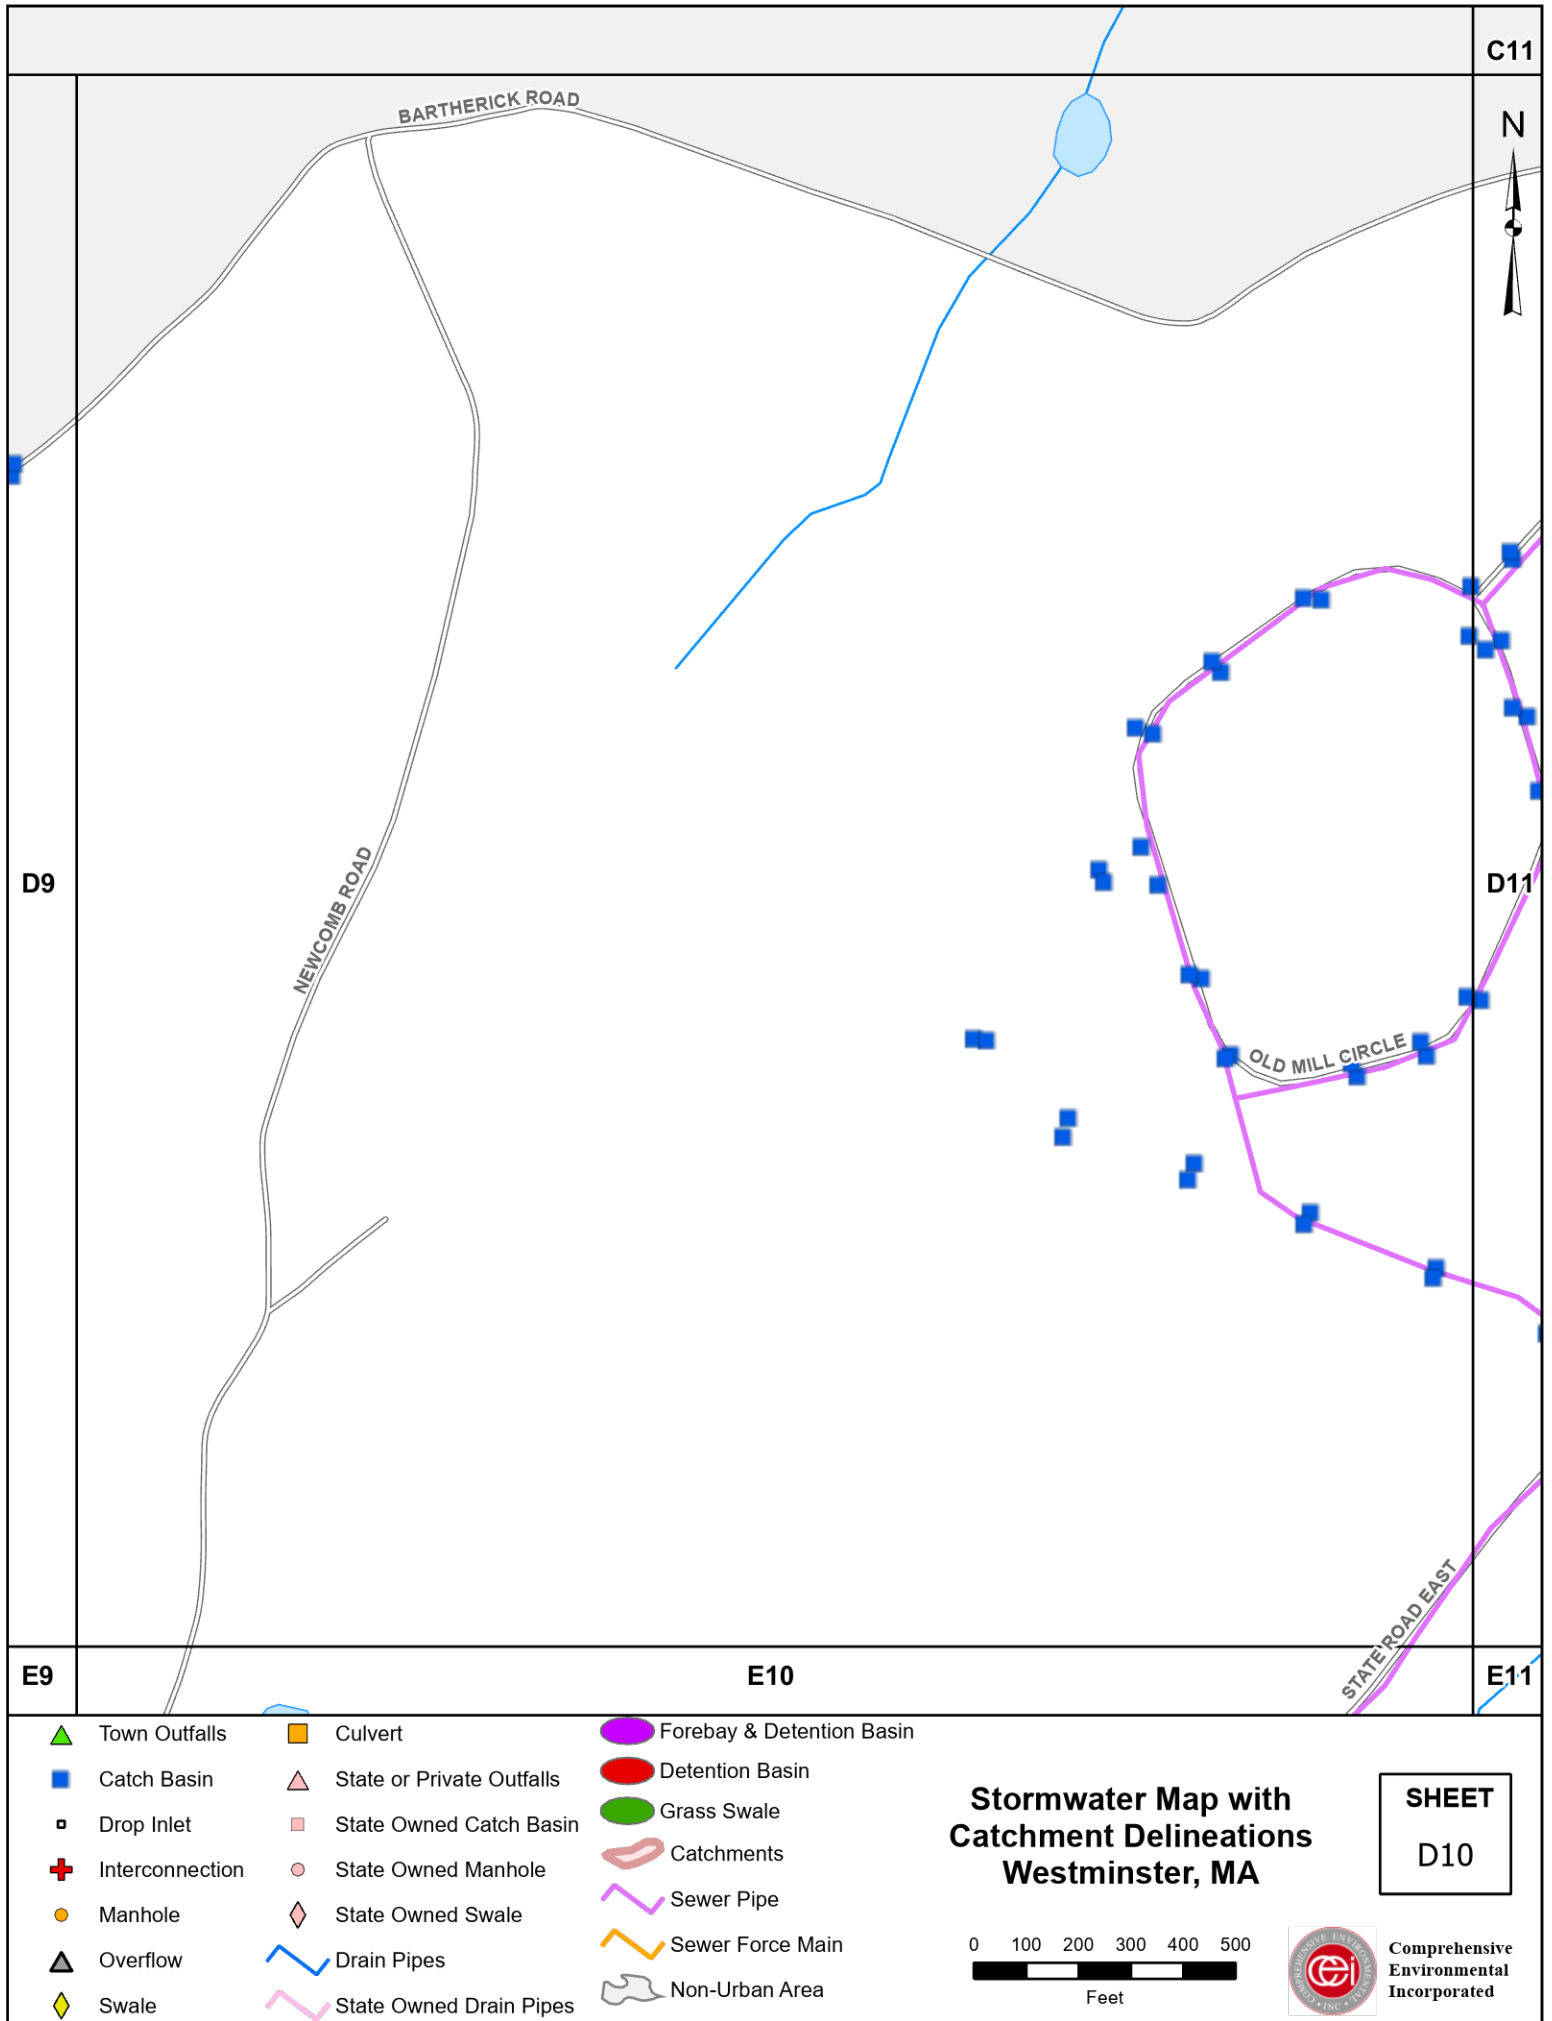 C11
N
BARTHERICK ROAD
D9
NEWCOMB ROAD
D11
OLD MILL CIRCLE
STATE ROAD EAST
E9
E10
E11
Town Outfalls
Catch Basin
Drop Inlet
Interconnection
Manhole
Overflow
Swale
Culvert
State or Private Outfalls
State Owned Catch Basin
State Owned Manhole
State Owned Swale
Drain Pipes
State Owned Drain Pipes
Forebay & Detention Basin
Detention Basin
Grass Swale
Catchments
Sewer Pipe
Sewer Force Main
Non-Urban Area
Stormwater Map with
Catchment Delineations
Westminster, MA
SHEET
D10
0 100 200 300 400 500
Feet
COMPREHENSIVE ENVIRONMENTAL
• INC •
cei
Comprehensive
Environmental
Incorporated